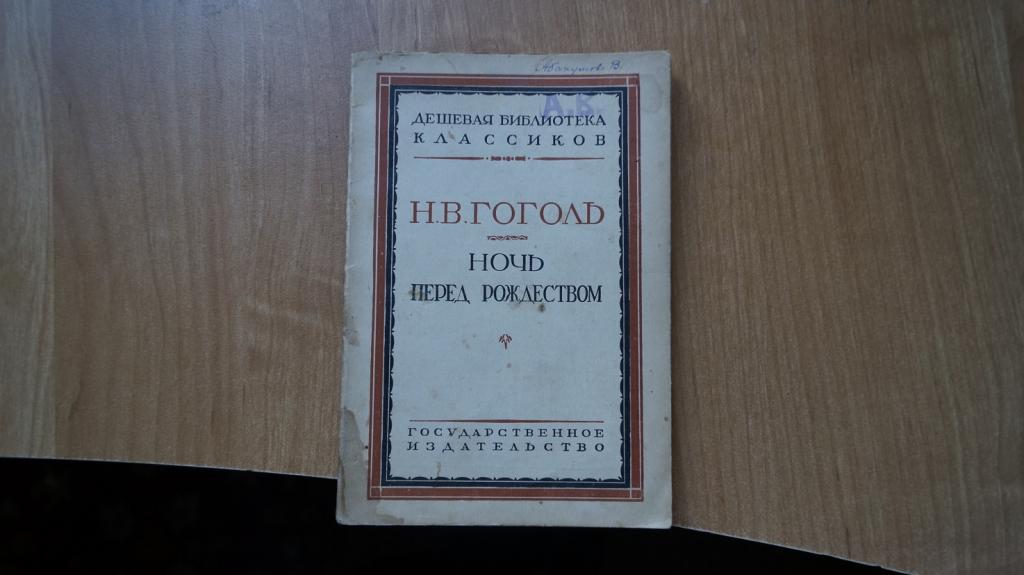 А.В.
ДЕШЕВАЯ БИБЛИОТЕКА
КЛАССИКОВ
Н.В.ГОГОЛЬ
НОЧЬ
ПЕРЕД РОЖДЕСТВОМ
ГОСУДАРСТВЕННОЕ
ИЗДАТЕЛЬСТВО